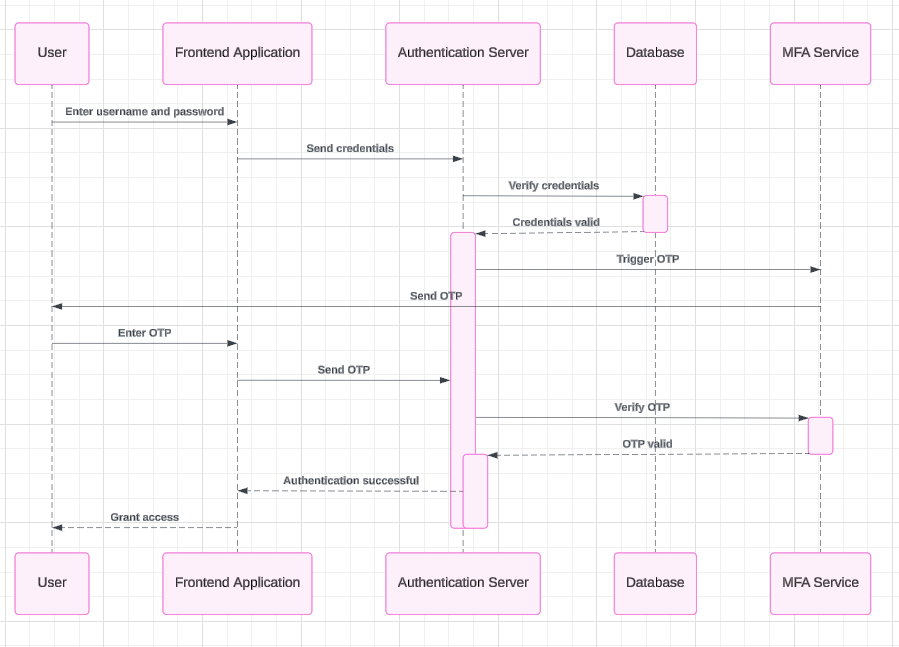 User
Frontend Application
Authentication Server
Database
MFA Service
Enter username and password
Send credentials
Verify credentials
Credentials valid
Trigger OTP
Send OTP
Enter OTP
Send OTP
Verify OTP
OTP valid
Authentication successful
Grant access
User
Frontend Application
Authentication Server
Database
MFA Service